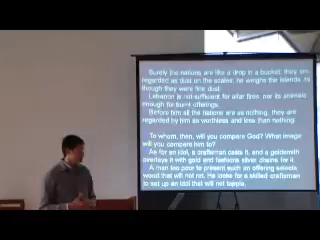 Surely the nations are like a drop in a bucket; they are
regarded as dust on the scales; he weighs the islands as
though they were fine dust.
Lebanon is not sufficient for altar fires, nor its animals
enough for burnt offerings.
Before him all the nations are as nothing; they are
regarded by him as worthless and less than nothing.
To whom, then, will you compare God? What image
will you compare him to?
As for an idol, a craftsman casts it, and a goldsmith
overlays it with gold and fashions silver chains for it.
A man too poor to present such an offering selects
wood that will not rot. He looks for a skilled craftsman
to set up an idol that will not topple.